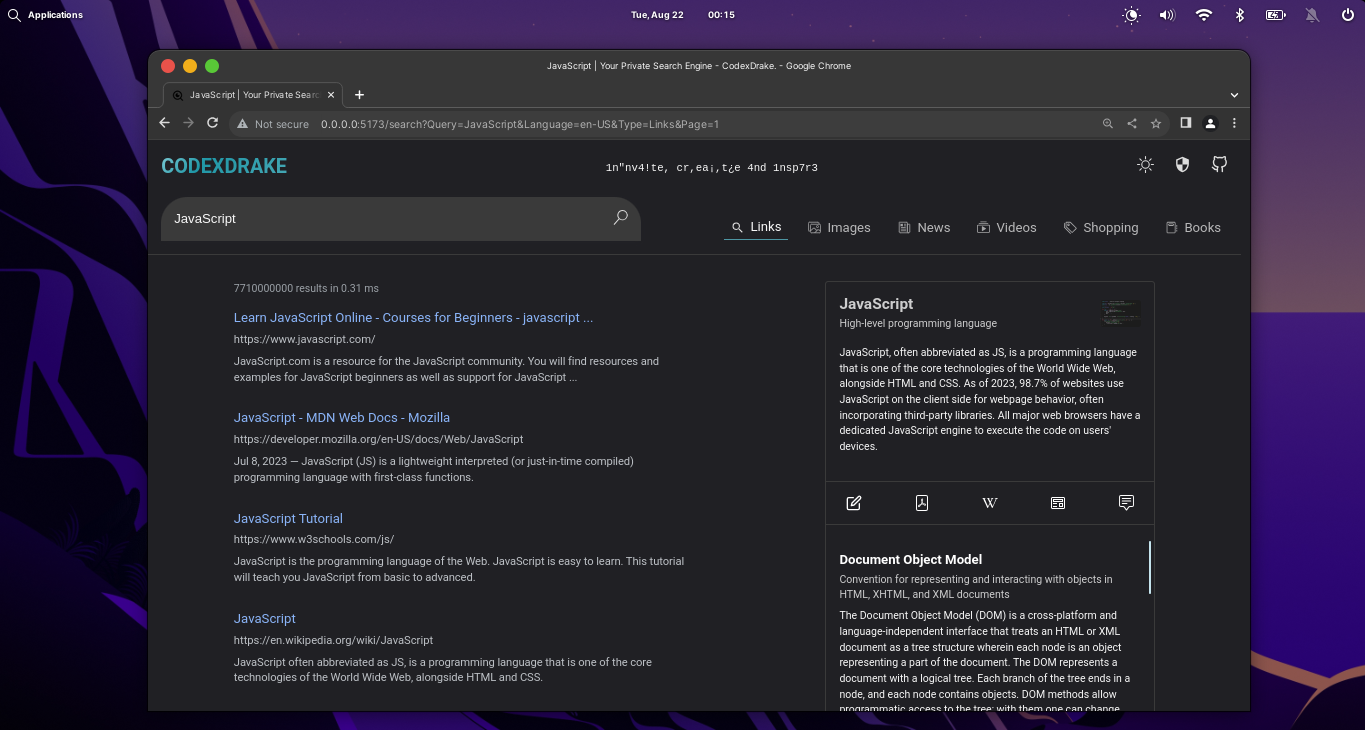 Applications
Tue, Aug 22 00:15
JavaScript | Your Private Search Engine - CodexDrake. - Google Chrome
JavaScript | Your Private Sear
Not secure 0.0.0.0:5173/search?Query=JavaScript&Language=en-US&Type=Links&Page=1
CODEXDRAKE
1n"nv4!te, cr,ea¡,t¿e 4nd 1nsp7r3
JavaScript
Links Images News Videos Shopping Books
7710000000 results in 0.31 ms
Learn JavaScript Online - Courses for Beginners - javascript ...
https://www.javascript.com/
JavaScript.com is a resource for the JavaScript community. You will find resources and
examples for JavaScript beginners as well as support for JavaScript ...
JavaScript - MDN Web Docs - Mozilla
https://developer.mozilla.org/en-US/docs/Web/JavaScript
Jul 8, 2023 — JavaScript (JS) is a lightweight interpreted (or just-in-time compiled)
programming language with first-class functions.
JavaScript Tutorial
https://www.w3schools.com/js/
JavaScript is the programming language of the Web. JavaScript is easy to learn. This tutorial
will teach you JavaScript from basic to advanced.
JavaScript
https://en.wikipedia.org/wiki/JavaScript
JavaScript often abbreviated as JS, is a programming language that is one of the core
technologies of the World Wide Web, alongside HTML and CSS.
JavaScript
High-level programming language
JavaScript, often abbreviated as JS, is a programming language
that is one of the core technologies of the World Wide Web,
alongside HTML and CSS. As of 2023, 98.7% of websites use
JavaScript on the client side for webpage behavior, often
incorporating third-party libraries. All major web browsers have a
dedicated JavaScript engine to execute the code on users'
devices.
W
Document Object Model
Convention for representing and interacting with objects in
HTML, XHTML, and XML documents
The Document Object Model (DOM) is a cross-platform and
language-independent interface that treats an HTML or XML
document as a tree structure wherein each node is an object
representing a part of the document. The DOM represents a
document with a logical tree. Each branch of the tree ends in a
node, and each node contains objects. DOM methods allow
programmatic access to the tree; with them one can change